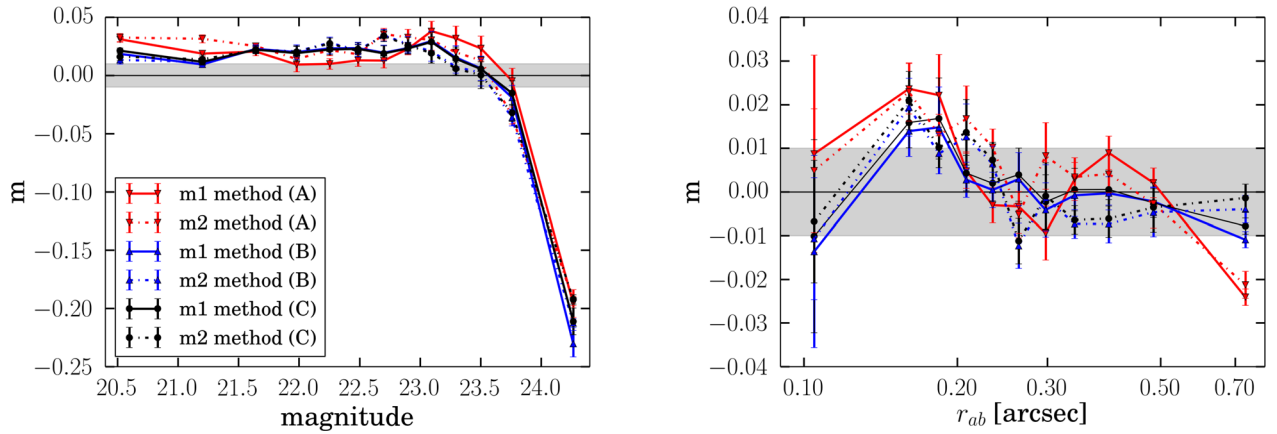 0.05
0.00
−0.05
−0.10
−0.15
−0.20
−0.25
m
m1 method (A)
m2 method (A)
m1 method (B)
m2 method (B)
m1 method (C)
m2 method (C)
20.5 21.0 21.5 22.0 22.5 23.0 23.5 24.0
magnitude
0.04
0.03
0.02
0.01
0.00
−0.01
−0.02
−0.03
−0.04
m
0.10 0.20 0.30 0.50 0.70
r_ab [arcsec]